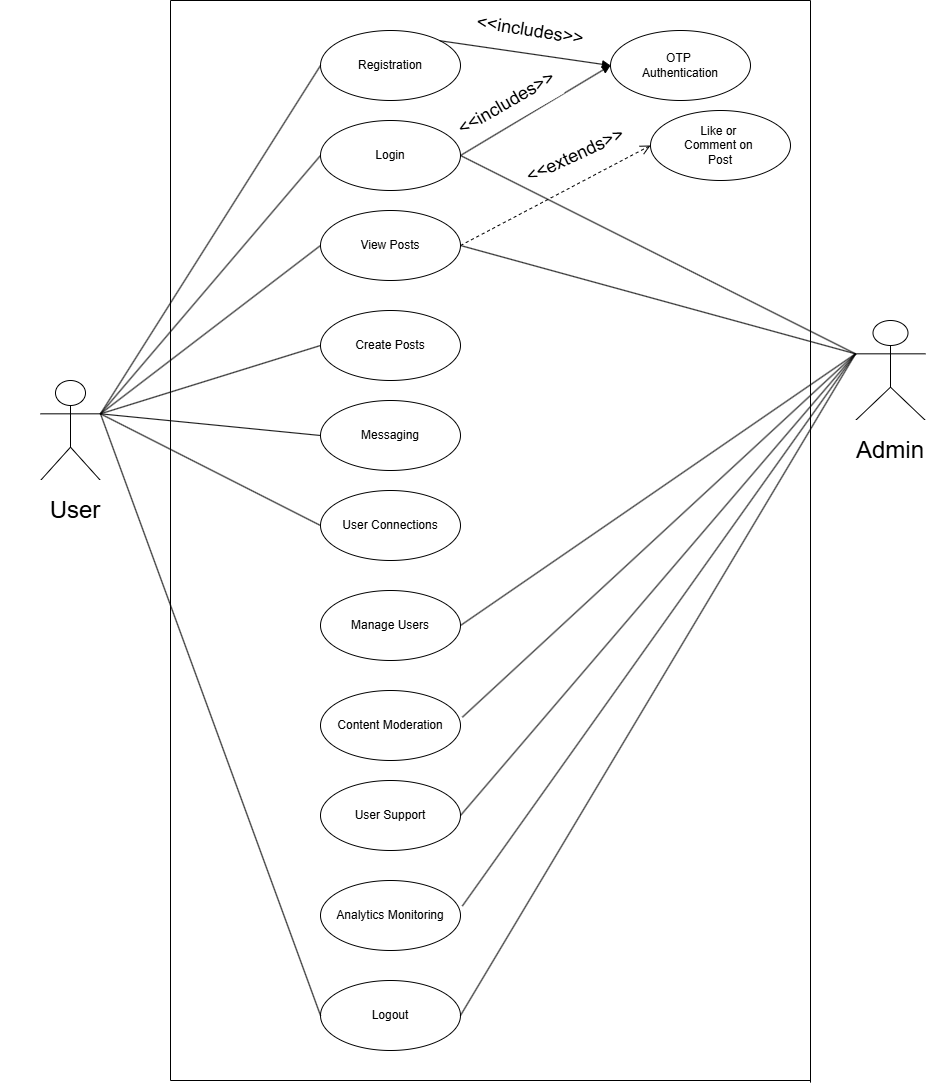 <<includes>>
Registration
OTP
Authentication
<<includes>>
Like or
Comment on
Post
Login
<<extends>>
View Posts
Create Posts
Messaging
Admin
User
User Connections
Manage Users
Content Moderation
User Support
Analytics Monitoring
Logout